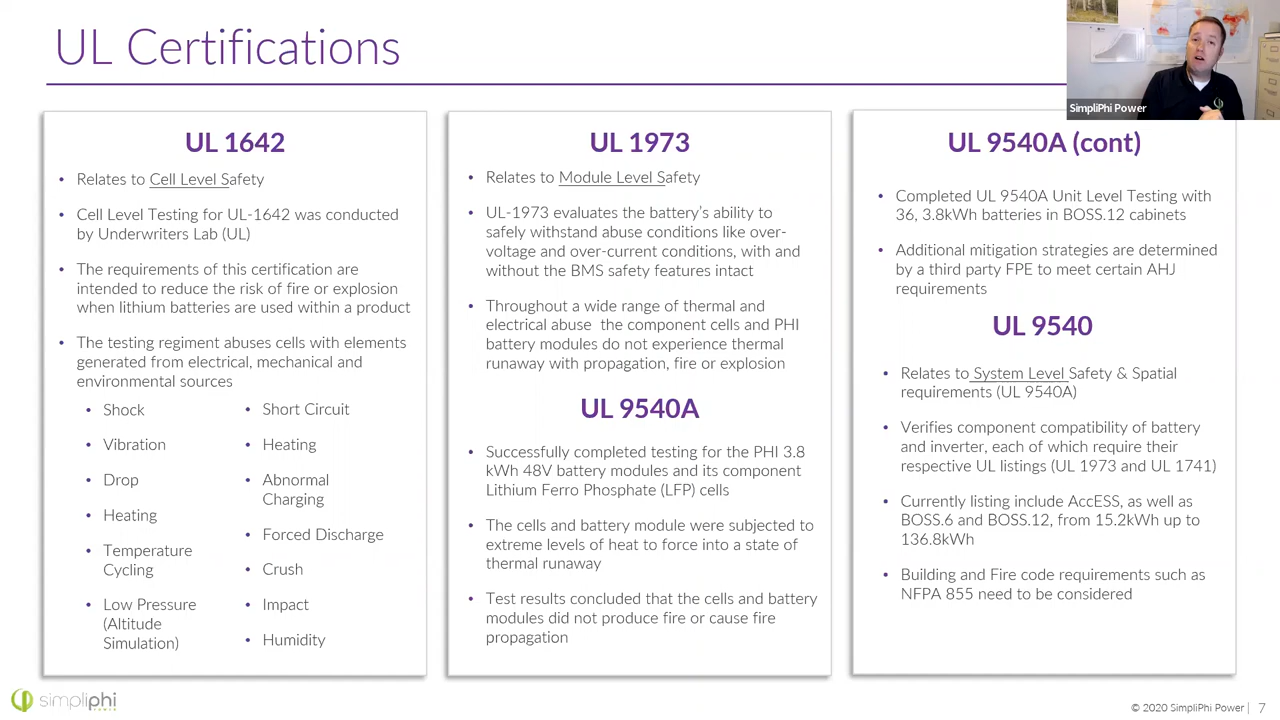 UL Certifications
SimpliPhi Power
UL 1642
• Relates to Cell Level Safety
• Cell Level Testing for UL-1642 was conducted
by Underwriters Lab (UL)
• The requirements of this certification are
intended to reduce the risk of fire or explosion
when lithium batteries are used within a product
• The testing regiment abuses cells with elements
generated from electrical, mechanical and
environmental sources
• Shock
• Vibration
• Drop
• Heating
• Temperature
Cycling
• Low Pressure
(Altitude
Simulation)
• Short Circuit
• Heating
• Abnormal
Charging
• Forced Discharge
• Crush
• Impact
• Humidity
UL 1973
• Relates to Module Level Safety
• UL-1973 evaluates the battery's ability to
safely withstand abuse conditions like over-
voltage and over-current conditions, with and
without the BMS safety features intact
• Throughout a wide range of thermal and
electrical abuse the component cells and PHI
battery modules do not experience thermal
runaway with propagation, fire or explosion
UL 9540A
• Successfully completed testing for the PHI 3.8
kWh 48V battery modules and its component
Lithium Ferro Phosphate (LFP) cells
• The cells and battery module were subjected to
extreme levels of heat to force into a state of
thermal runaway
• Test results concluded that the cells and battery
modules did not produce fire or cause fire
propagation
UL 9540A (cont)
• Completed UL 9540A Unit Level Testing with
36, 3.8kWh batteries in BOSS.12 cabinets
• Additional mitigation strategies are determined
by a third party FPE to meet certain AHJ
requirements
UL 9540
• Relates to System Level Safety & Spatial
requirements (UL 9540A)
• Verifies component compatibility of battery
and inverter, each of which require their
respective UL listings (UL 1973 and UL 1741)
• Currently listing include AccESS, as well as
BOSS.6 and BOSS.12, from 15.2kWh up to
136.8kWh
• Building and Fire code requirements such as
NFPA 855 need to be considered
simpliphi
POWER
© 2020 SimpliPhi Power | 7